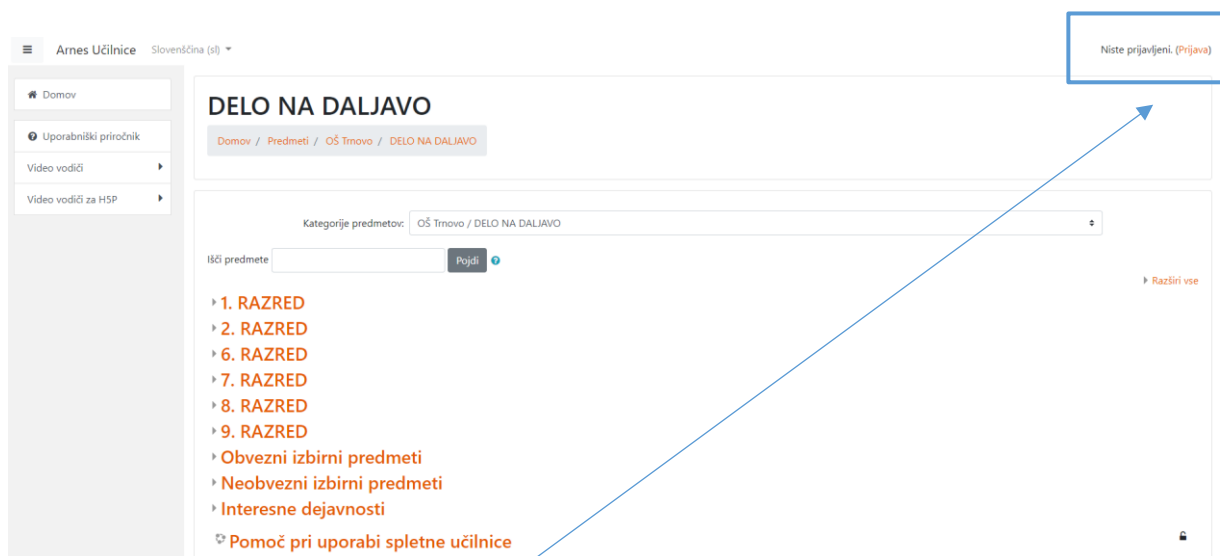 Arnes Učilnice Slovenščina (sl)
Niste prijavljeni. (Prijava)
Domov
Uporabniški priročnik
Video vodiči
Video vodiči za H5P
DELO NA DALJAVO
Domov / Predmeti / OŠ Trnovo / DELO NA DALJAVO
Kategorije predmetov: OŠ Trnovo / DELO NA DALJAVO
Išči predmete Pojdi
Razširi vse
1. RAZRED
2. RAZRED
6. RAZRED
7. RAZRED
8. RAZRED
9. RAZRED
Obvezni izbirni predmeti
Neobvezni izbirni predmeti
Interesne dejavnosti
Pomoč pri uporabi spletne učilnice